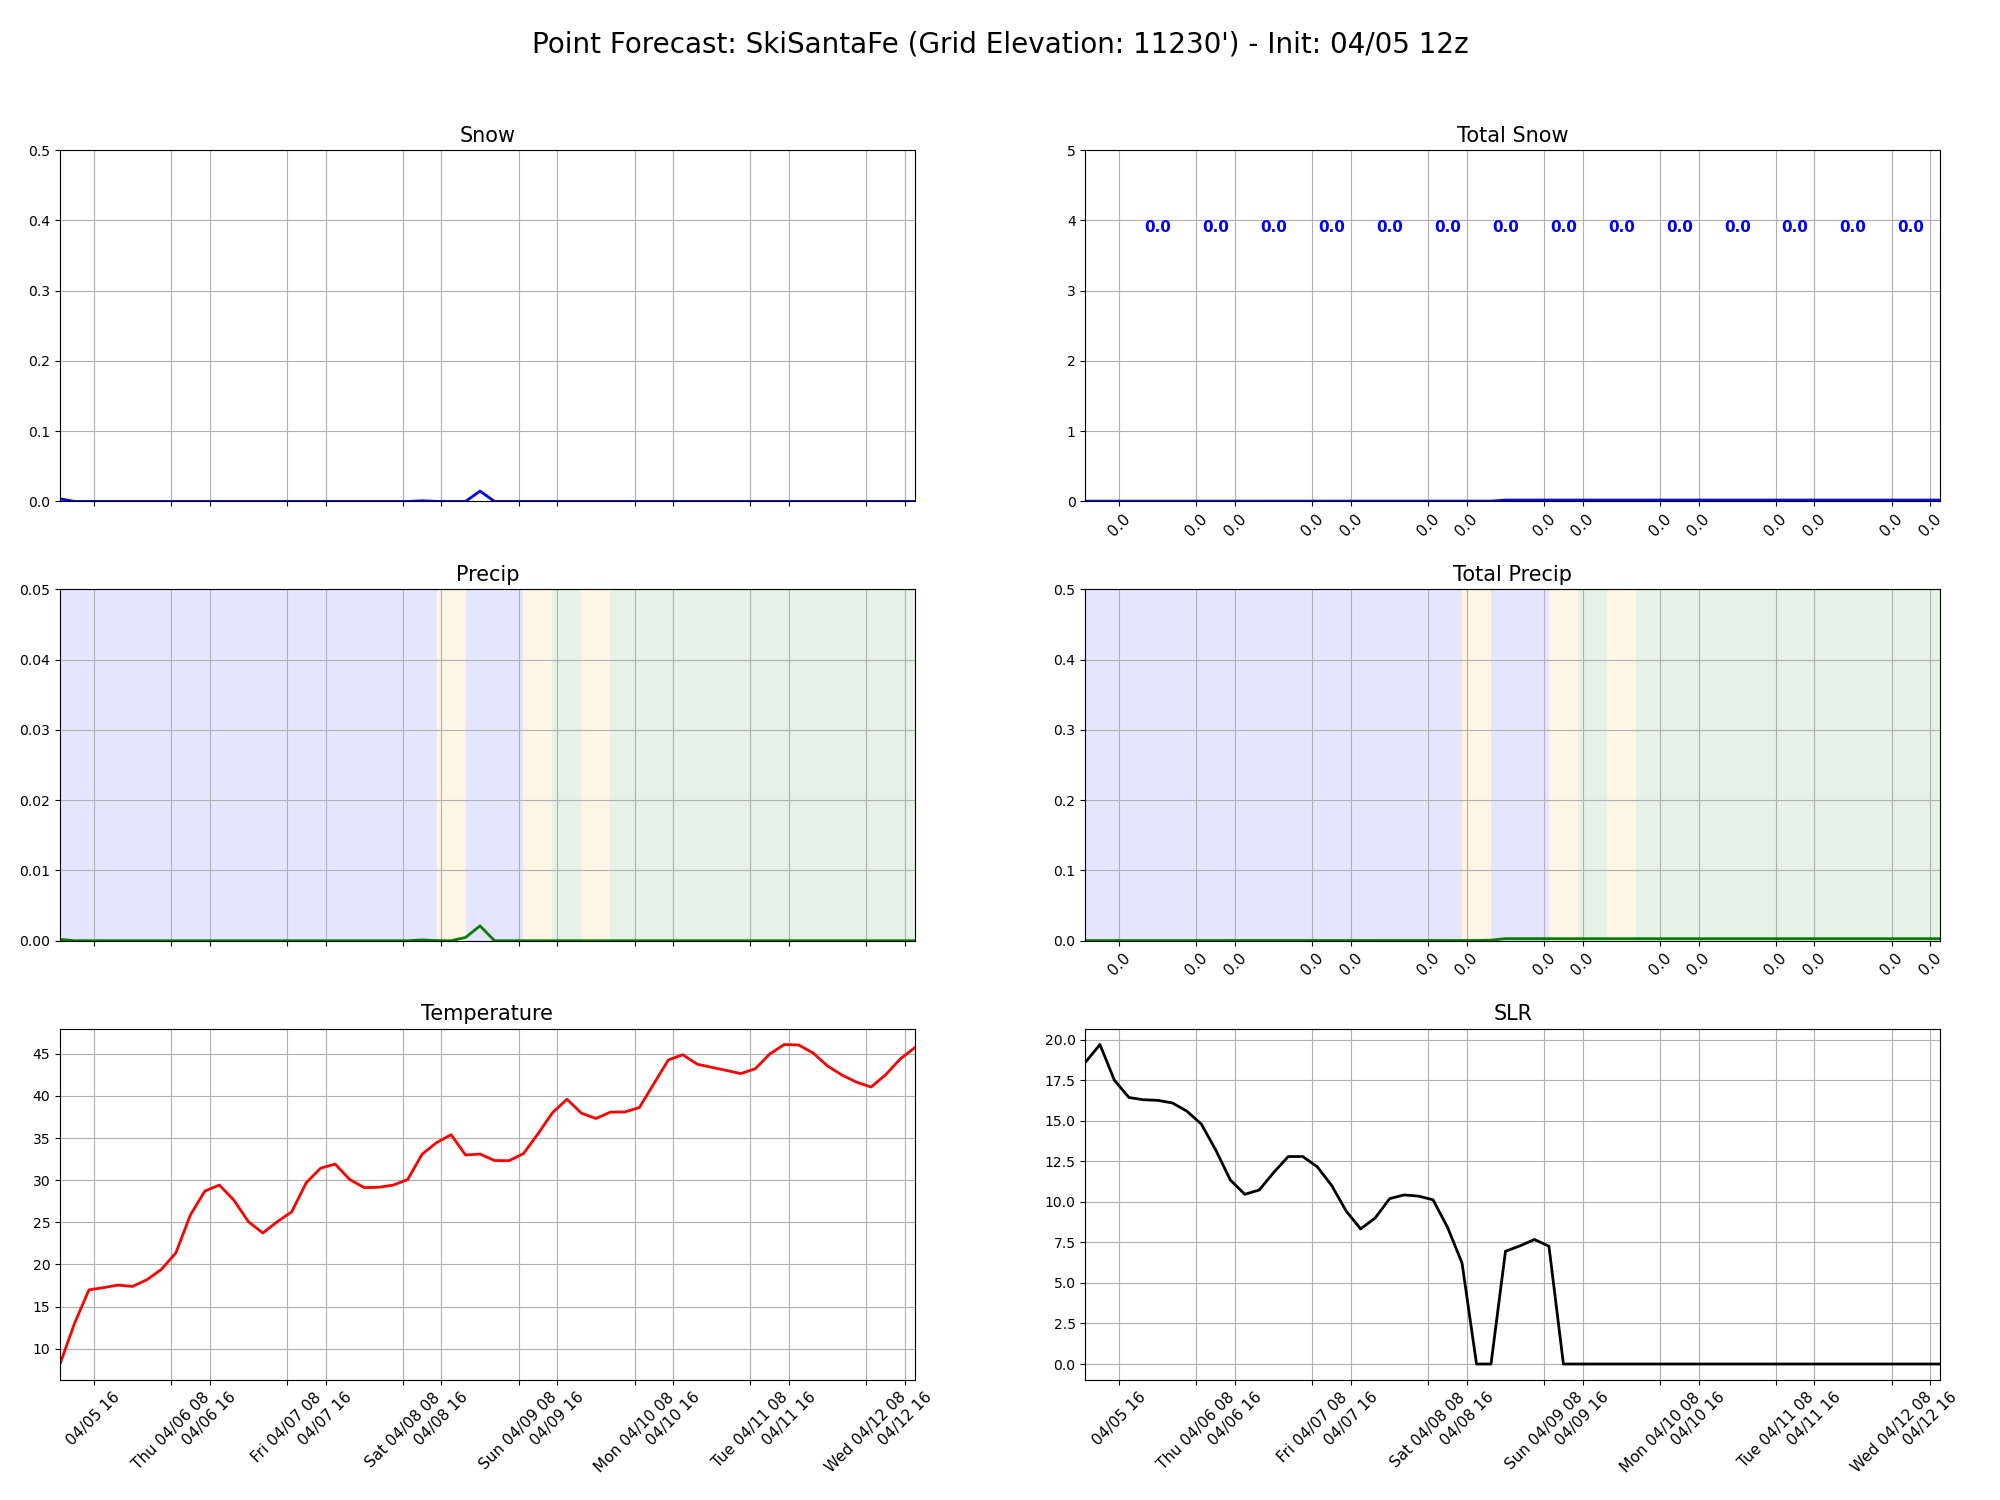 Point Forecast: SkiSantaFe (Grid Elevation: 11230') - Init: 04/05 12z
Snow
0.5
0.4
0.3
0.2
0.1
0.0
Total Snow
5
4
3
2
1
0
0.0 0.0 0.0 0.0 0.0 0.0 0.0 0.0 0.0 0.0 0.0 0.0 0.0 0.0
0.0 0.0 0.0 0.0 0.0 0.0 0.0 0.0 0.0 0.0 0.0 0.0 0.0 0.0 0.0
Precip
0.05
0.04
0.03
0.02
0.01
0.00
Total Precip
0.5
0.4
0.3
0.2
0.1
0.0
0.0 0.0 0.0 0.0 0.0 0.0 0.0 0.0 0.0 0.0 0.0 0.0 0.0 0.0 0.0
Temperature
45
40
35
30
25
20
15
10
04/05 16
Thu 04/06 08
04/06 16
Fri 04/07 08
04/07 16
Sat 04/08 08
04/08 16
Sun 04/09 08
04/09 16
Mon 04/10 08
04/10 16
Tue 04/11 08
04/11 16
Wed 04/12 08
04/12 16
SLR
20.0
17.5
15.0
12.5
10.0
7.5
5.0
2.5
0.0
04/05 16
Thu 04/06 08
04/06 16
Fri 04/07 08
04/07 16
Sat 04/08 08
04/08 16
Sun 04/09 08
04/09 16
Mon 04/10 08
04/10 16
Tue 04/11 08
04/11 16
Wed 04/12 08
04/12 16